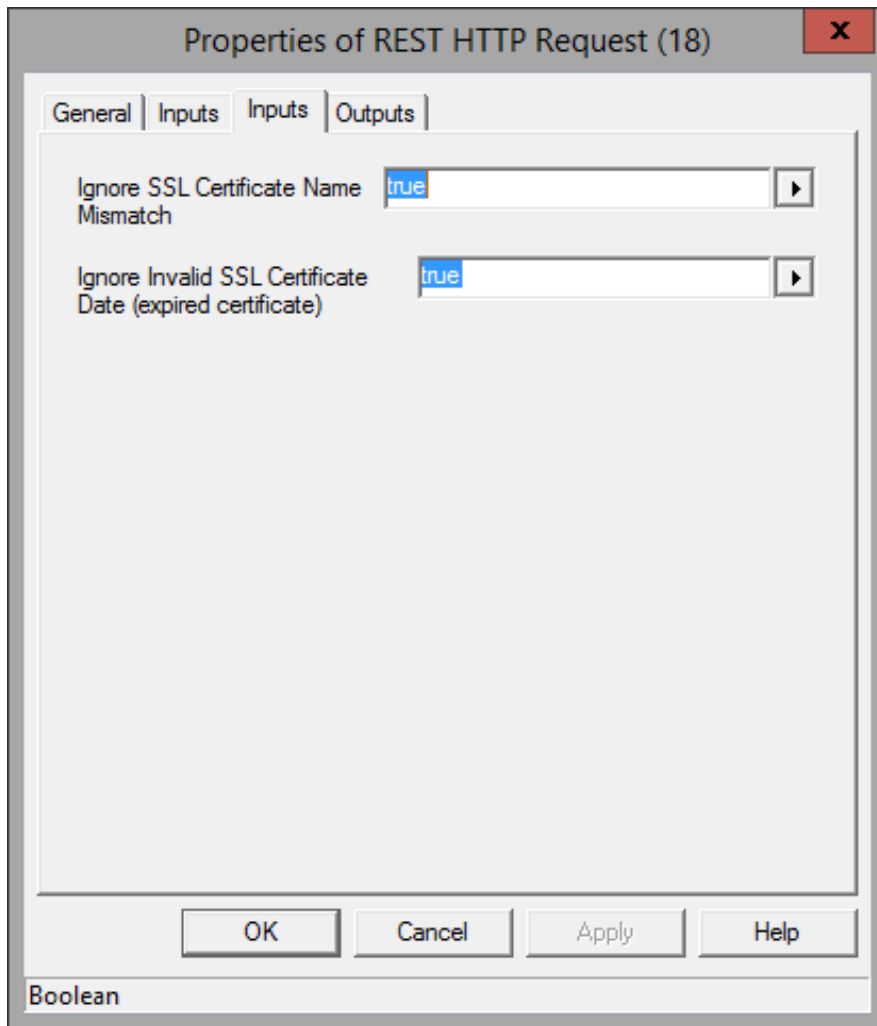 Properties of REST HTTP Request (18)
x
General Inputs Inputs Outputs
Ignore SSL Certificate Name
Mismatch
true
Ignore Invalid SSL Certificate
Date (expired certificate)
true
OK Cancel Apply Help
Boolean